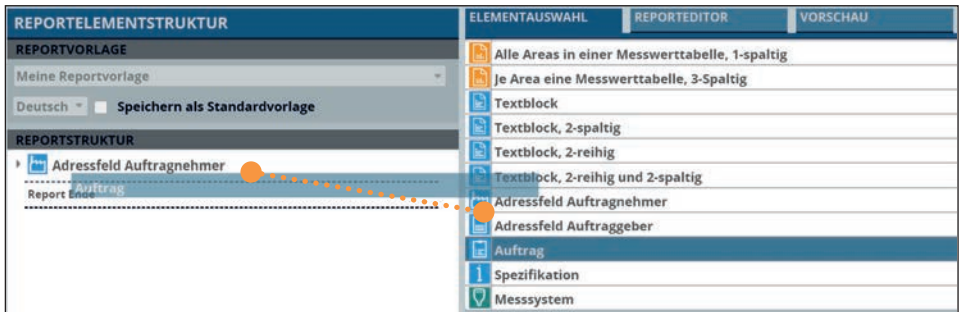 REPORTELEMENTSTRUKTUR
REPORTVORLAGE
Meine Reportvorlage
Deutsch
Speichern als Standardvorlage
REPORTSTRUKTUR
Adressfeld Auftragnehmer
Auftrag
Report Ende
ELEMENTAUSWAHL
REPORTEDITOR
VORSCHAU
Alle Areas in einer Messwerttabelle, 1-spaltig
Je Area eine Messwerttabelle, 3-Spaltig
Textblock
Textblock, 2-spaltig
Textblock, 2-reihig
Textblock, 2-reihig und 2-spaltig
Adressfeld Auftragnehmer
Adressfeld Auftraggeber
Auftrag
Spezifikation
Messsystem